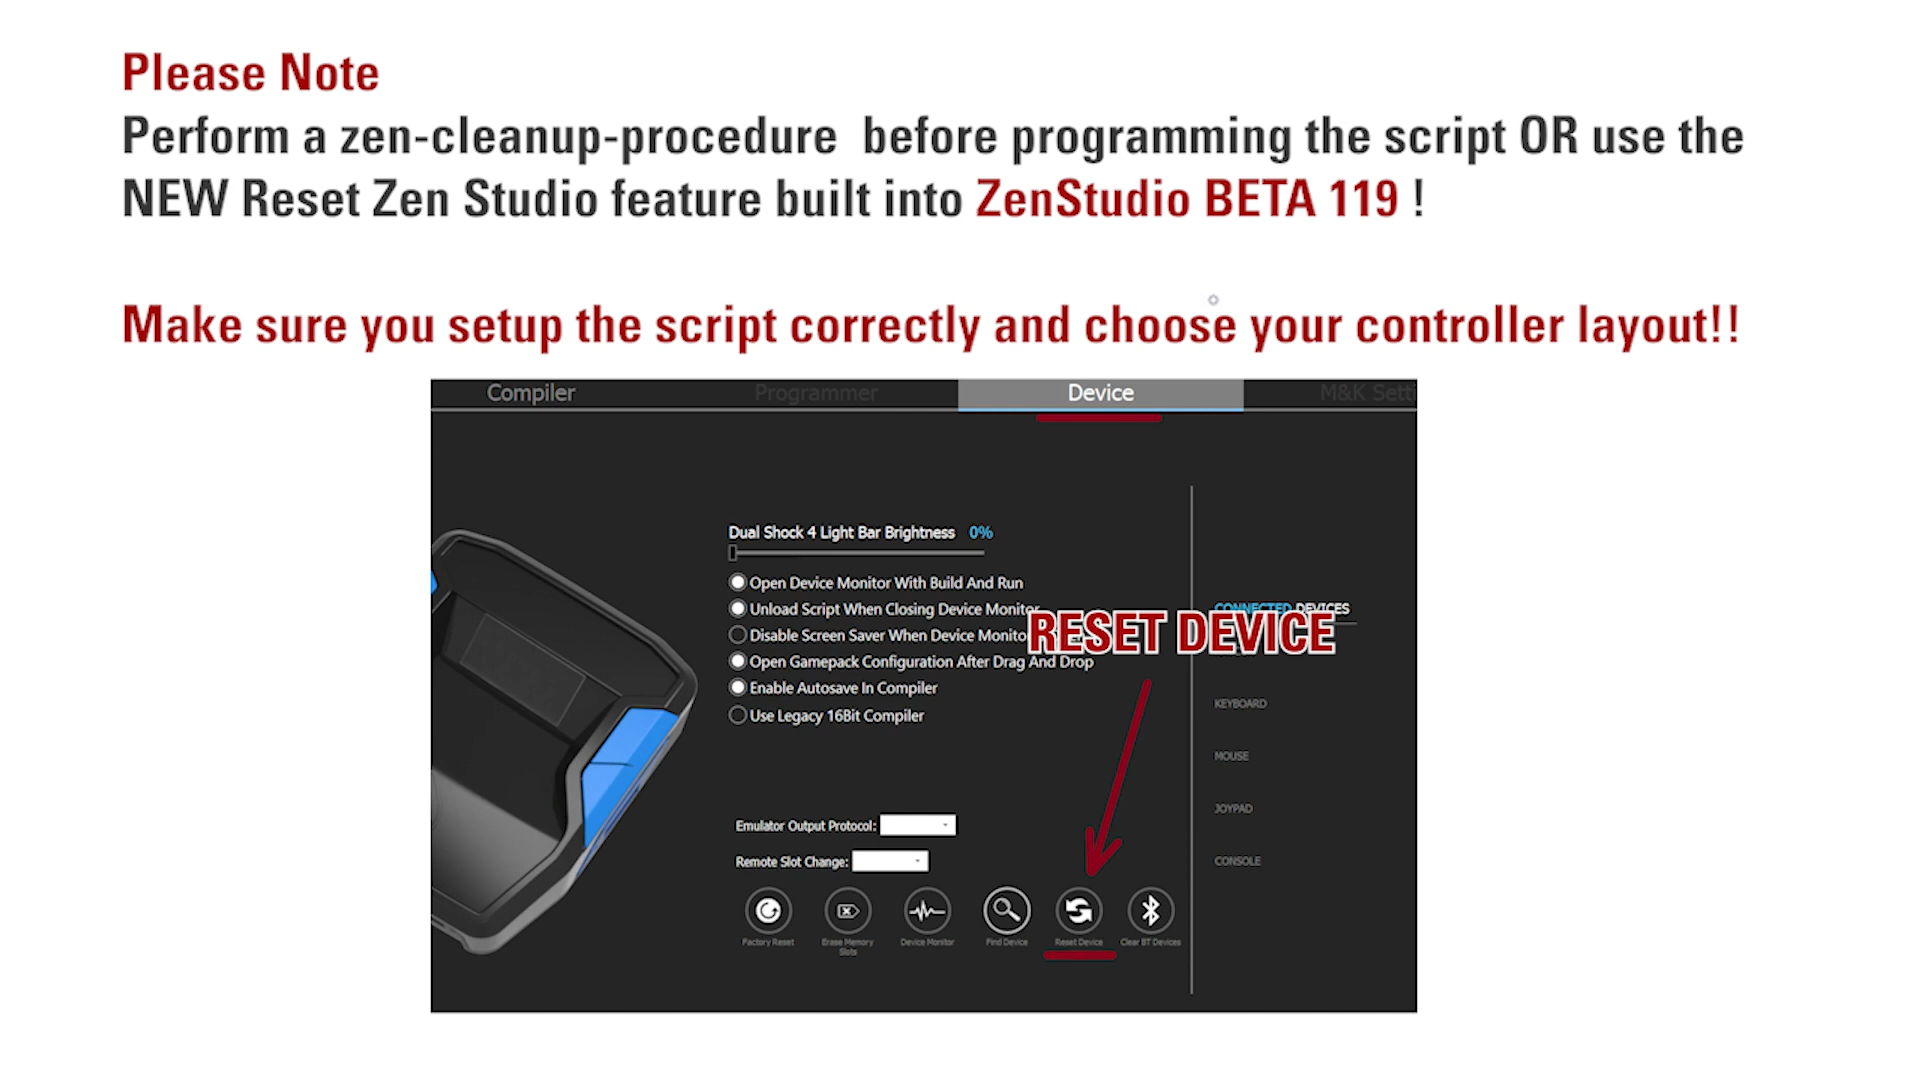 Please Note
Perform a zen-cleanup-procedure before programming the script OR use the
NEW Reset Zen Studio feature built into ZenStudio BETA 119 !
Make sure you setup the script correctly and choose your controller layout!!
Compiler Programmer Device M&K Setti
Dual Shock 4 Light Bar Brightness 0%
Open Device Monitor With Build And Run
Unload Script When Closing Device Monitor
CONNECTED DEVICES
Disable Screen Saver When Device Monito
RESET DEVICE
Open Gamepack Configuration After Drag And Drop
Enable Autosave In Compiler
KEYBOARD
Use Legacy 16Bit Compiler
MOUSE
JOYPAD
Emulator Output Protocol:
Remote Slot Change:
CONSOLE
Factory Reset
Erase Memory
Slots
Device Monitor
Find Device
Reset Device
Clear BT Devices